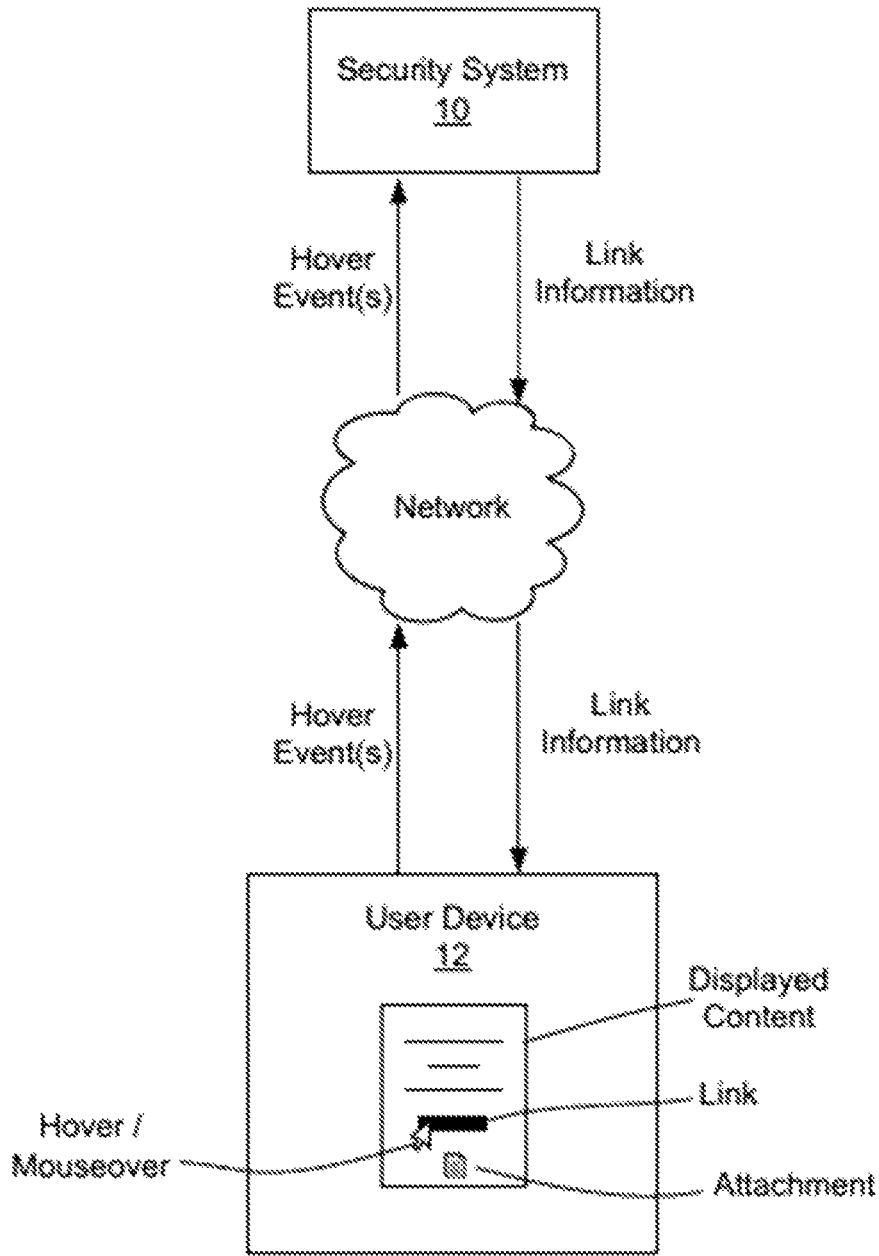 Security System
10
Hover
Event(s)
Link
Information
Network
Hover
Event(s)
Link
Information
User Device
12
Displayed
Content
Link
Hover /
Mouseover
Attachment